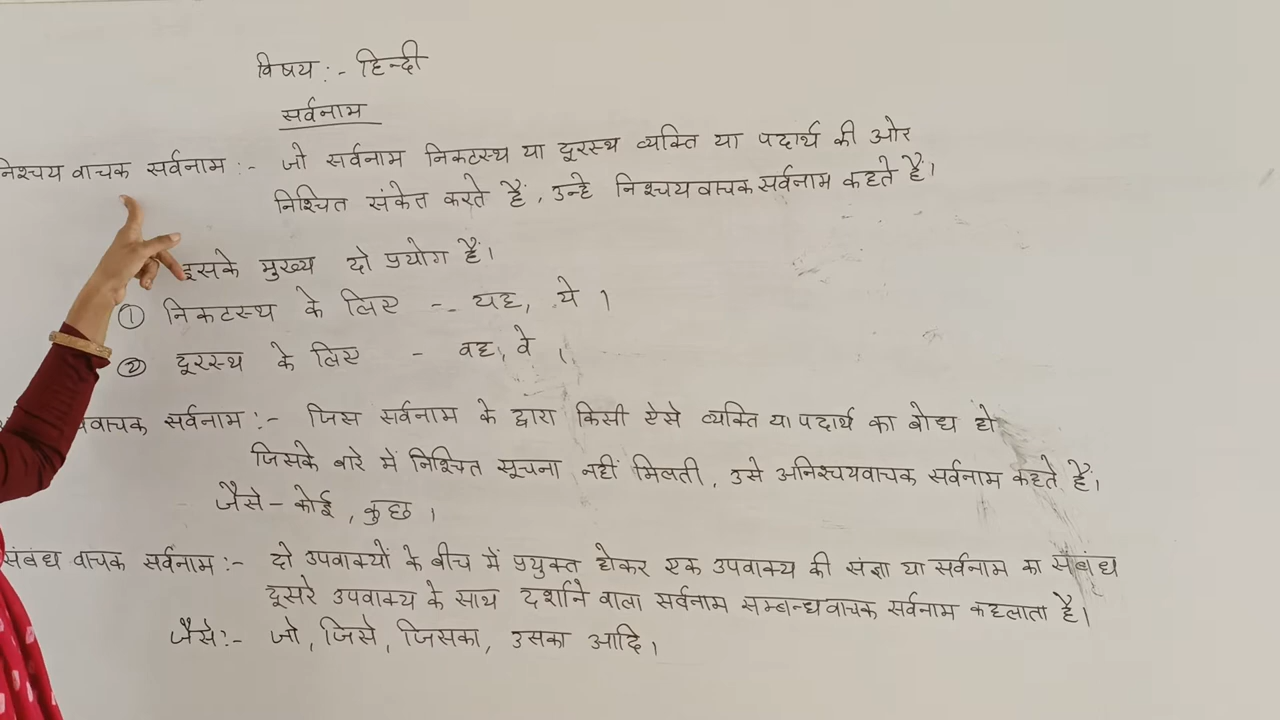 विषय :- हिन्दी
सर्वनाम
निश्चय वाचक सर्वनाम :- जो सर्वनाम निकटस्थ या दूरस्थ व्यक्ति या पदार्थ की ओर
निश्चित संकेत करते हैं, उन्हे निश्चयवाचक सर्वनाम कहते हैं।
इसके मुख्य दो प्रयोग हैं।
① निकटस्थ के लिए -- यह, ये ।
② दूरस्थ के लिए - वह, वे ।
सर्वनाम :- जिस सर्वनाम के द्वारा किसी ऐसे व्यक्ति या पदार्थ का बोध हो
जिसके बारे में निश्चित सूचना नहीं मिलती, उसे अनिश्चयवाचक सर्वनाम कहते हैं।
जैसे - कोई, कुछ ।
संबंध वाचक सर्वनाम :- दो उपवाक्यों के बीच में प्रयुक्त होकर एक उपवाक्य की संज्ञा या सर्वनाम का संबंध
दूसरे उपवाक्य के साथ दर्शाने वाला सर्वनाम सम्बन्धवाचक सर्वनाम कहलाता है।
जैसे :- जो, जिसे, जिसका, उसका आदि ।